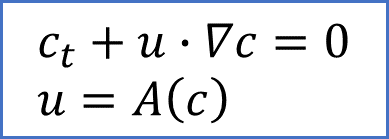 c_t + u · ∇c = 0
u = A(c)